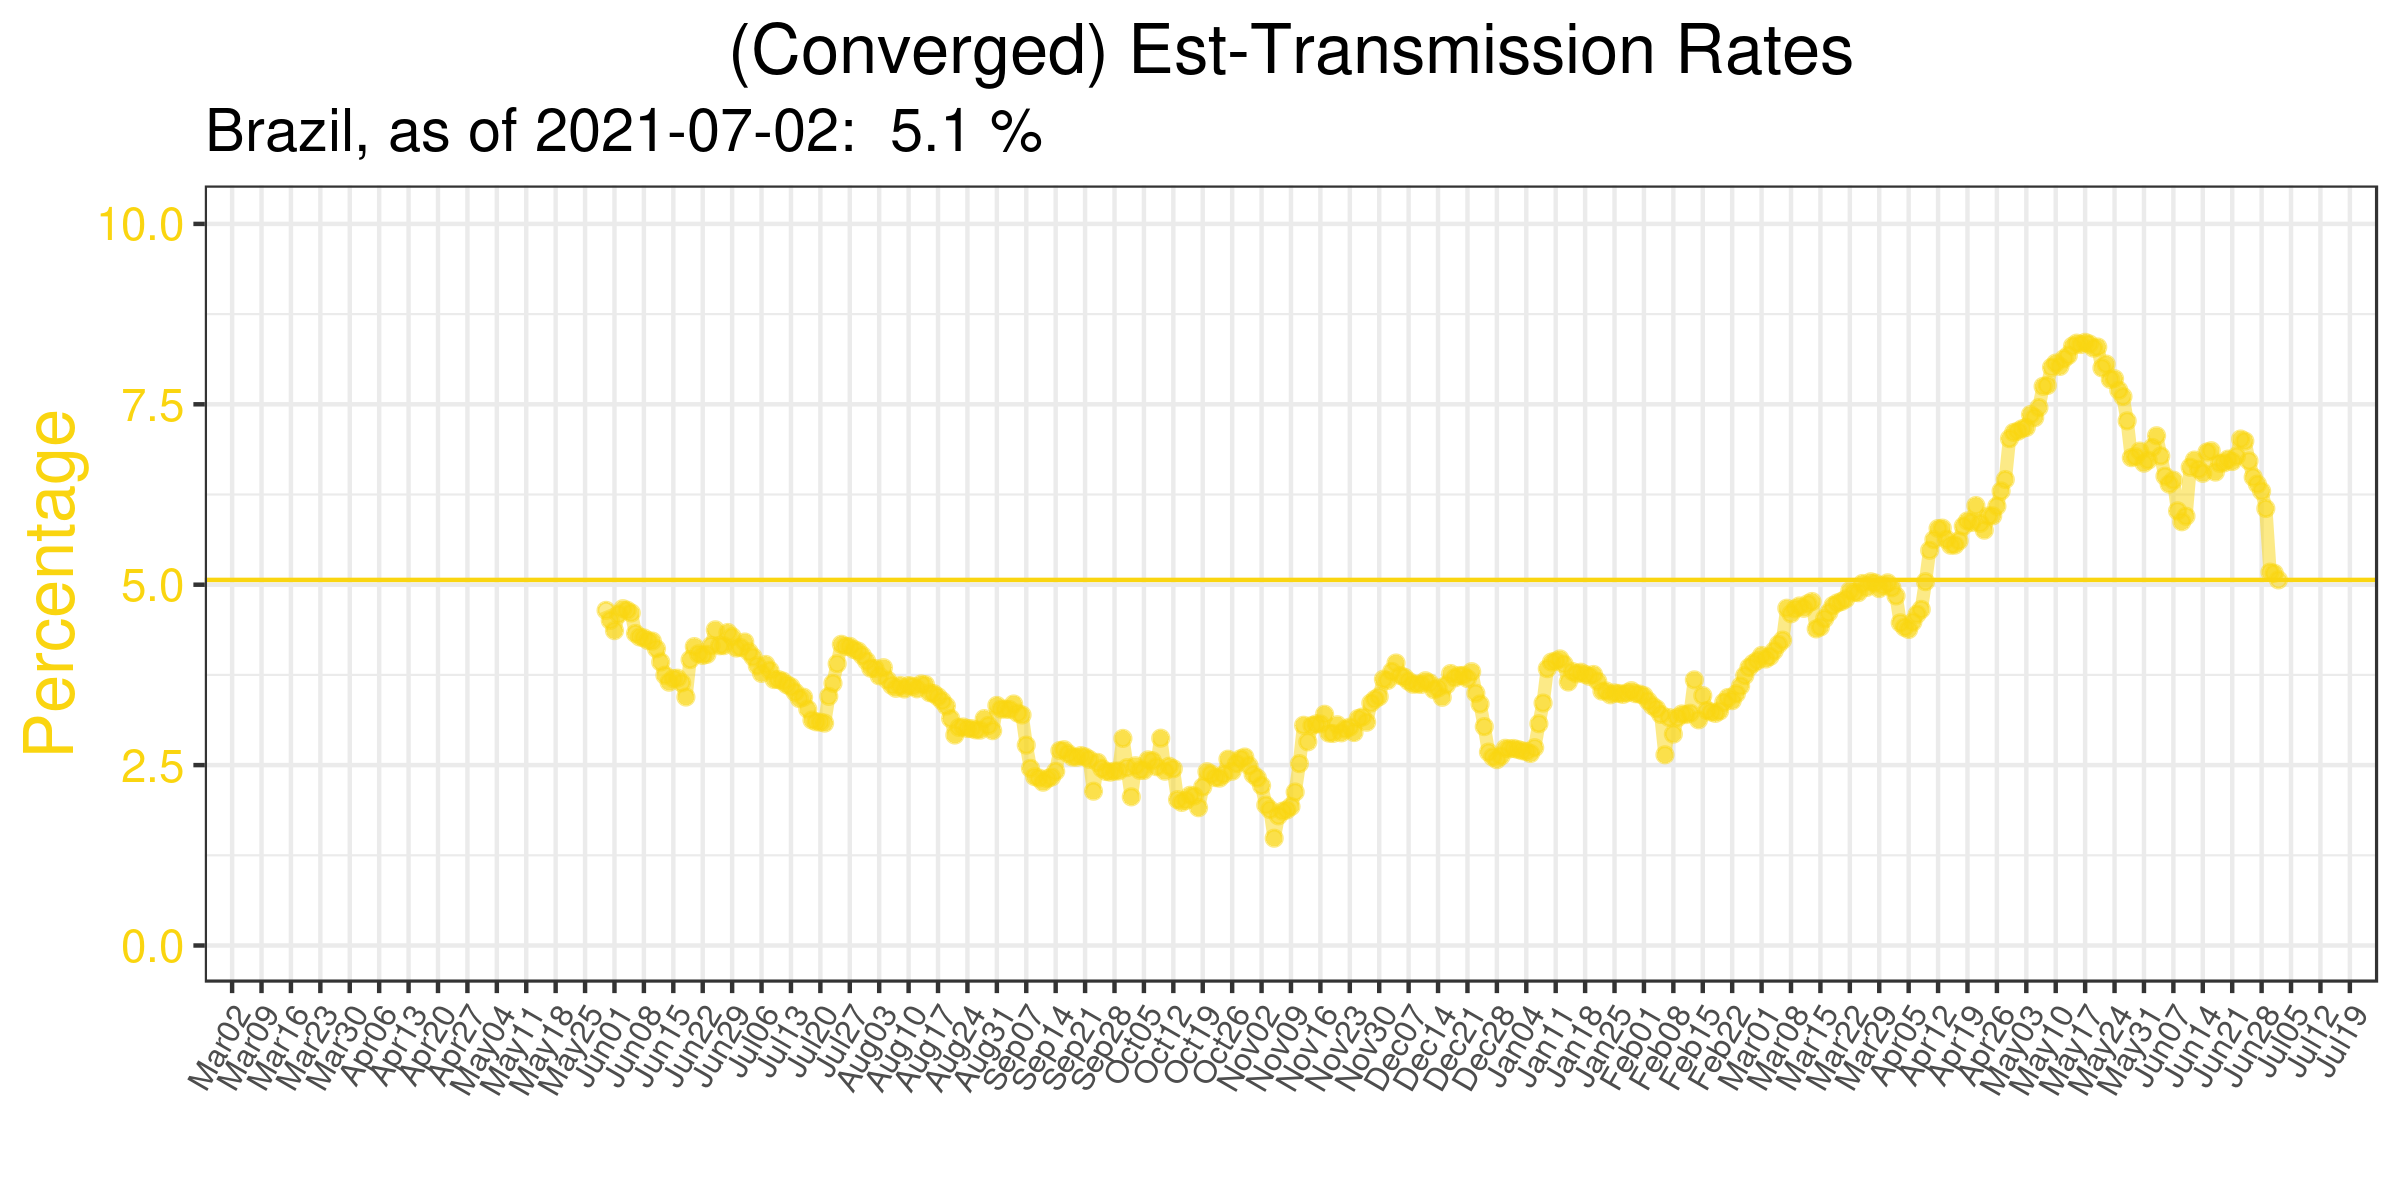 (Converged) Est-Transmission Rates
Brazil, as of 2021-07-02:  5.1 %
Percentage
10.0
7.5
5.0
2.5
0.0
Mar02
Mar09
Mar16
Mar23
Mar30
Apr06
Apr13
Apr20
Apr27
May04
May11
May18
May25
Jun01
Jun08
Jun15
Jun22
Jun29
Jul06
Jul13
Jul20
Jul27
Aug03
Aug10
Aug17
Aug24
Aug31
Sep07
Sep14
Sep21
Sep28
Oct05
Oct12
Oct19
Oct26
Nov02
Nov09
Nov16
Nov23
Nov30
Dec07
Dec14
Dec21
Dec28
Jan04
Jan11
Jan18
Jan25
Feb01
Feb08
Feb15
Feb22
Mar01
Mar08
Mar15
Mar22
Mar29
Apr05
Apr12
Apr19
Apr26
May03
May10
May17
May24
May31
Jun07
Jun14
Jun21
Jun28
Jul05
Jul12
Jul19